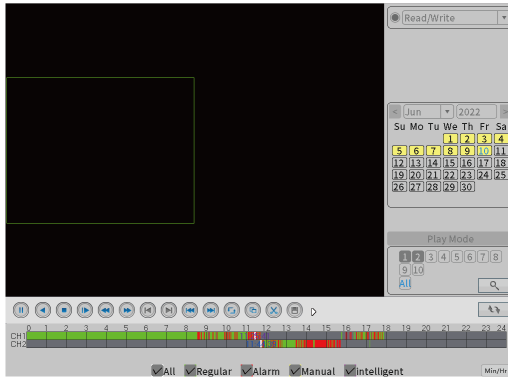 Read/Write
< Jun 2022 >
Su Mo Tu We Th Fr Sa
1 2 3 4
5 6 7 8 9 10 11
12 13 14 15 16 17 18
19 20 21 22 23 24 25
26 27 28 29 30
Play Mode
1 2 3 4 5 6 7 8
9 10
All
0 1 2 3 4 5 6 7 8 9 10 11 12 13 14 15 16 17 18 19 20 21 22 23 24
CH1
CH2
All Regular Alarm Manual intelligent Min/Hr